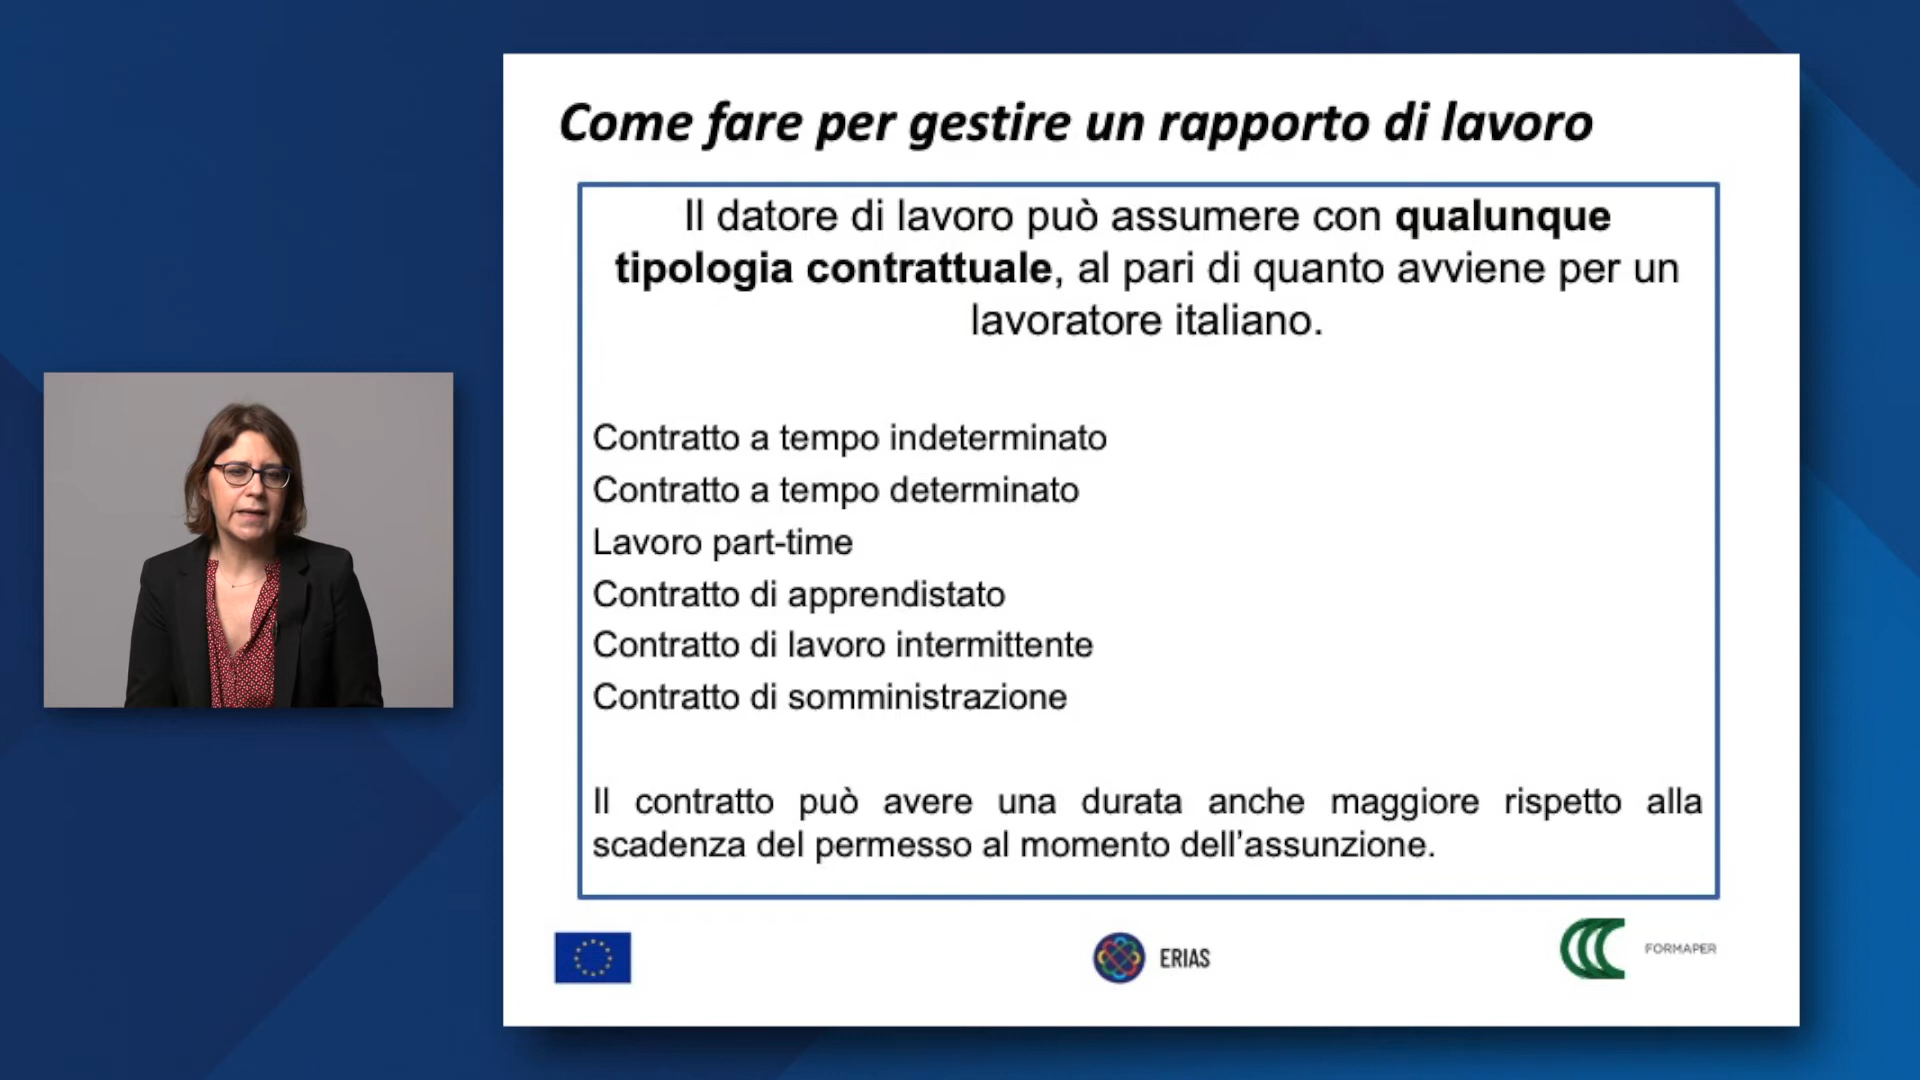 Come fare per gestire un rapporto di lavoro
Il datore di lavoro può assumere con qualunque
tipologia contrattuale, al pari di quanto avviene per un
lavoratore italiano.
Contratto a tempo indeterminato
Contratto a tempo determinato
Lavoro part-time
Contratto di apprendistato
Contratto di lavoro intermittente
Contratto di somministrazione
Il contratto può avere una durata anche maggiore rispetto alla
scadenza del permesso al momento dell’assunzione.
ERIAS
FORMAPER